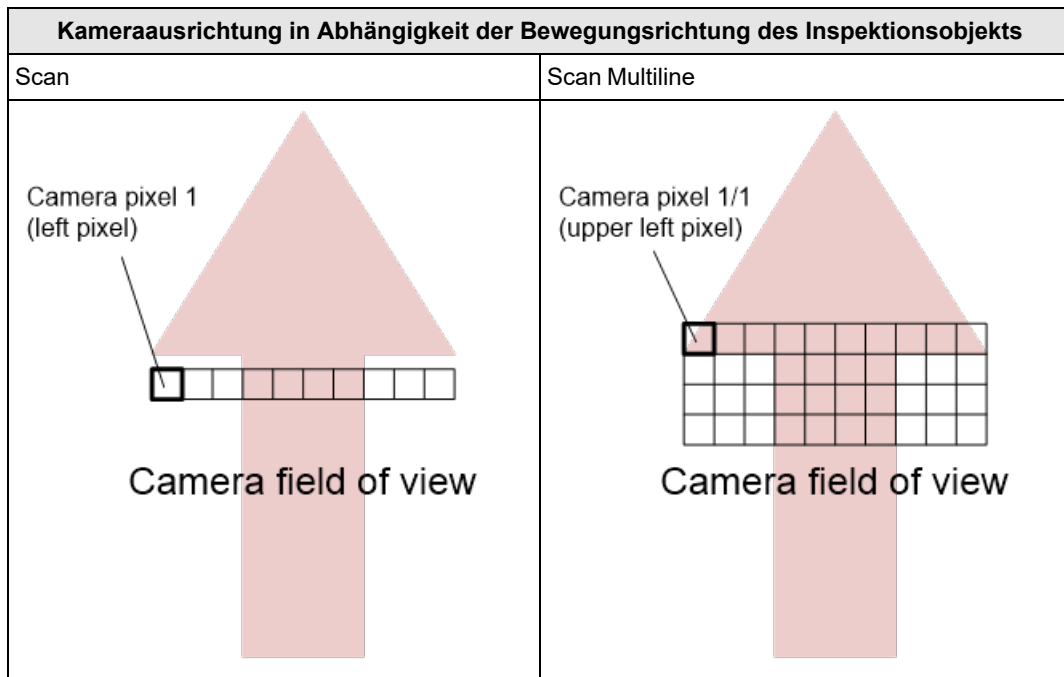 Kameraausrichtung in Abhängigkeit der Bewegungsrichtung des Inspektionsobjekts
Scan
Scan Multiline
Camera pixel 1
(left pixel)
Camera field of view
Camera pixel 1/1
(upper left pixel)
Camera field of view